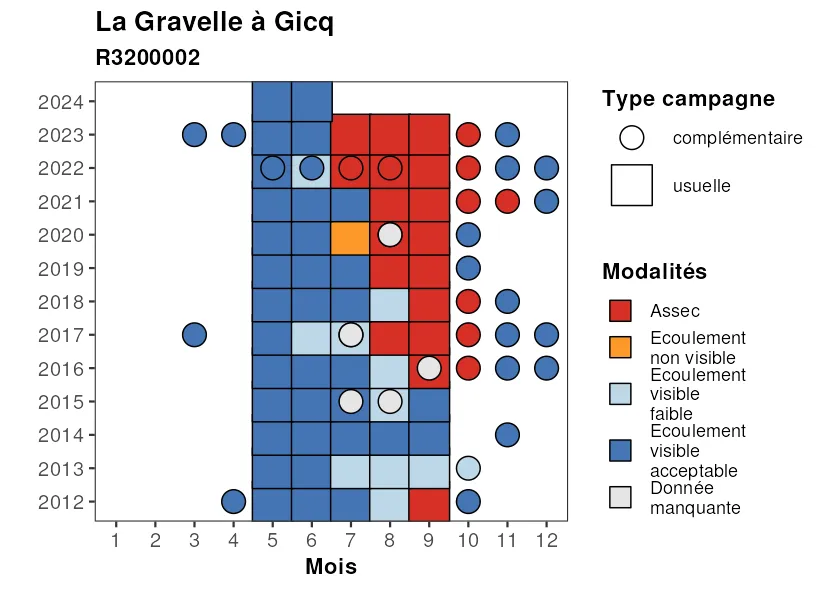 La Gravelle à Gicq
R3200002
2024
2023
2022
2021
2020
2019
2018
2017
2016
2015
2014
2013
2012
1 2 3 4 5 6 7 8 9 10 11 12
Mois
Type campagne
complémentaire
usuelle
Modalités
Assec
Ecoulement
non visible
Ecoulement
visible
faible
Ecoulement
visible
acceptable
Donnée
manquante